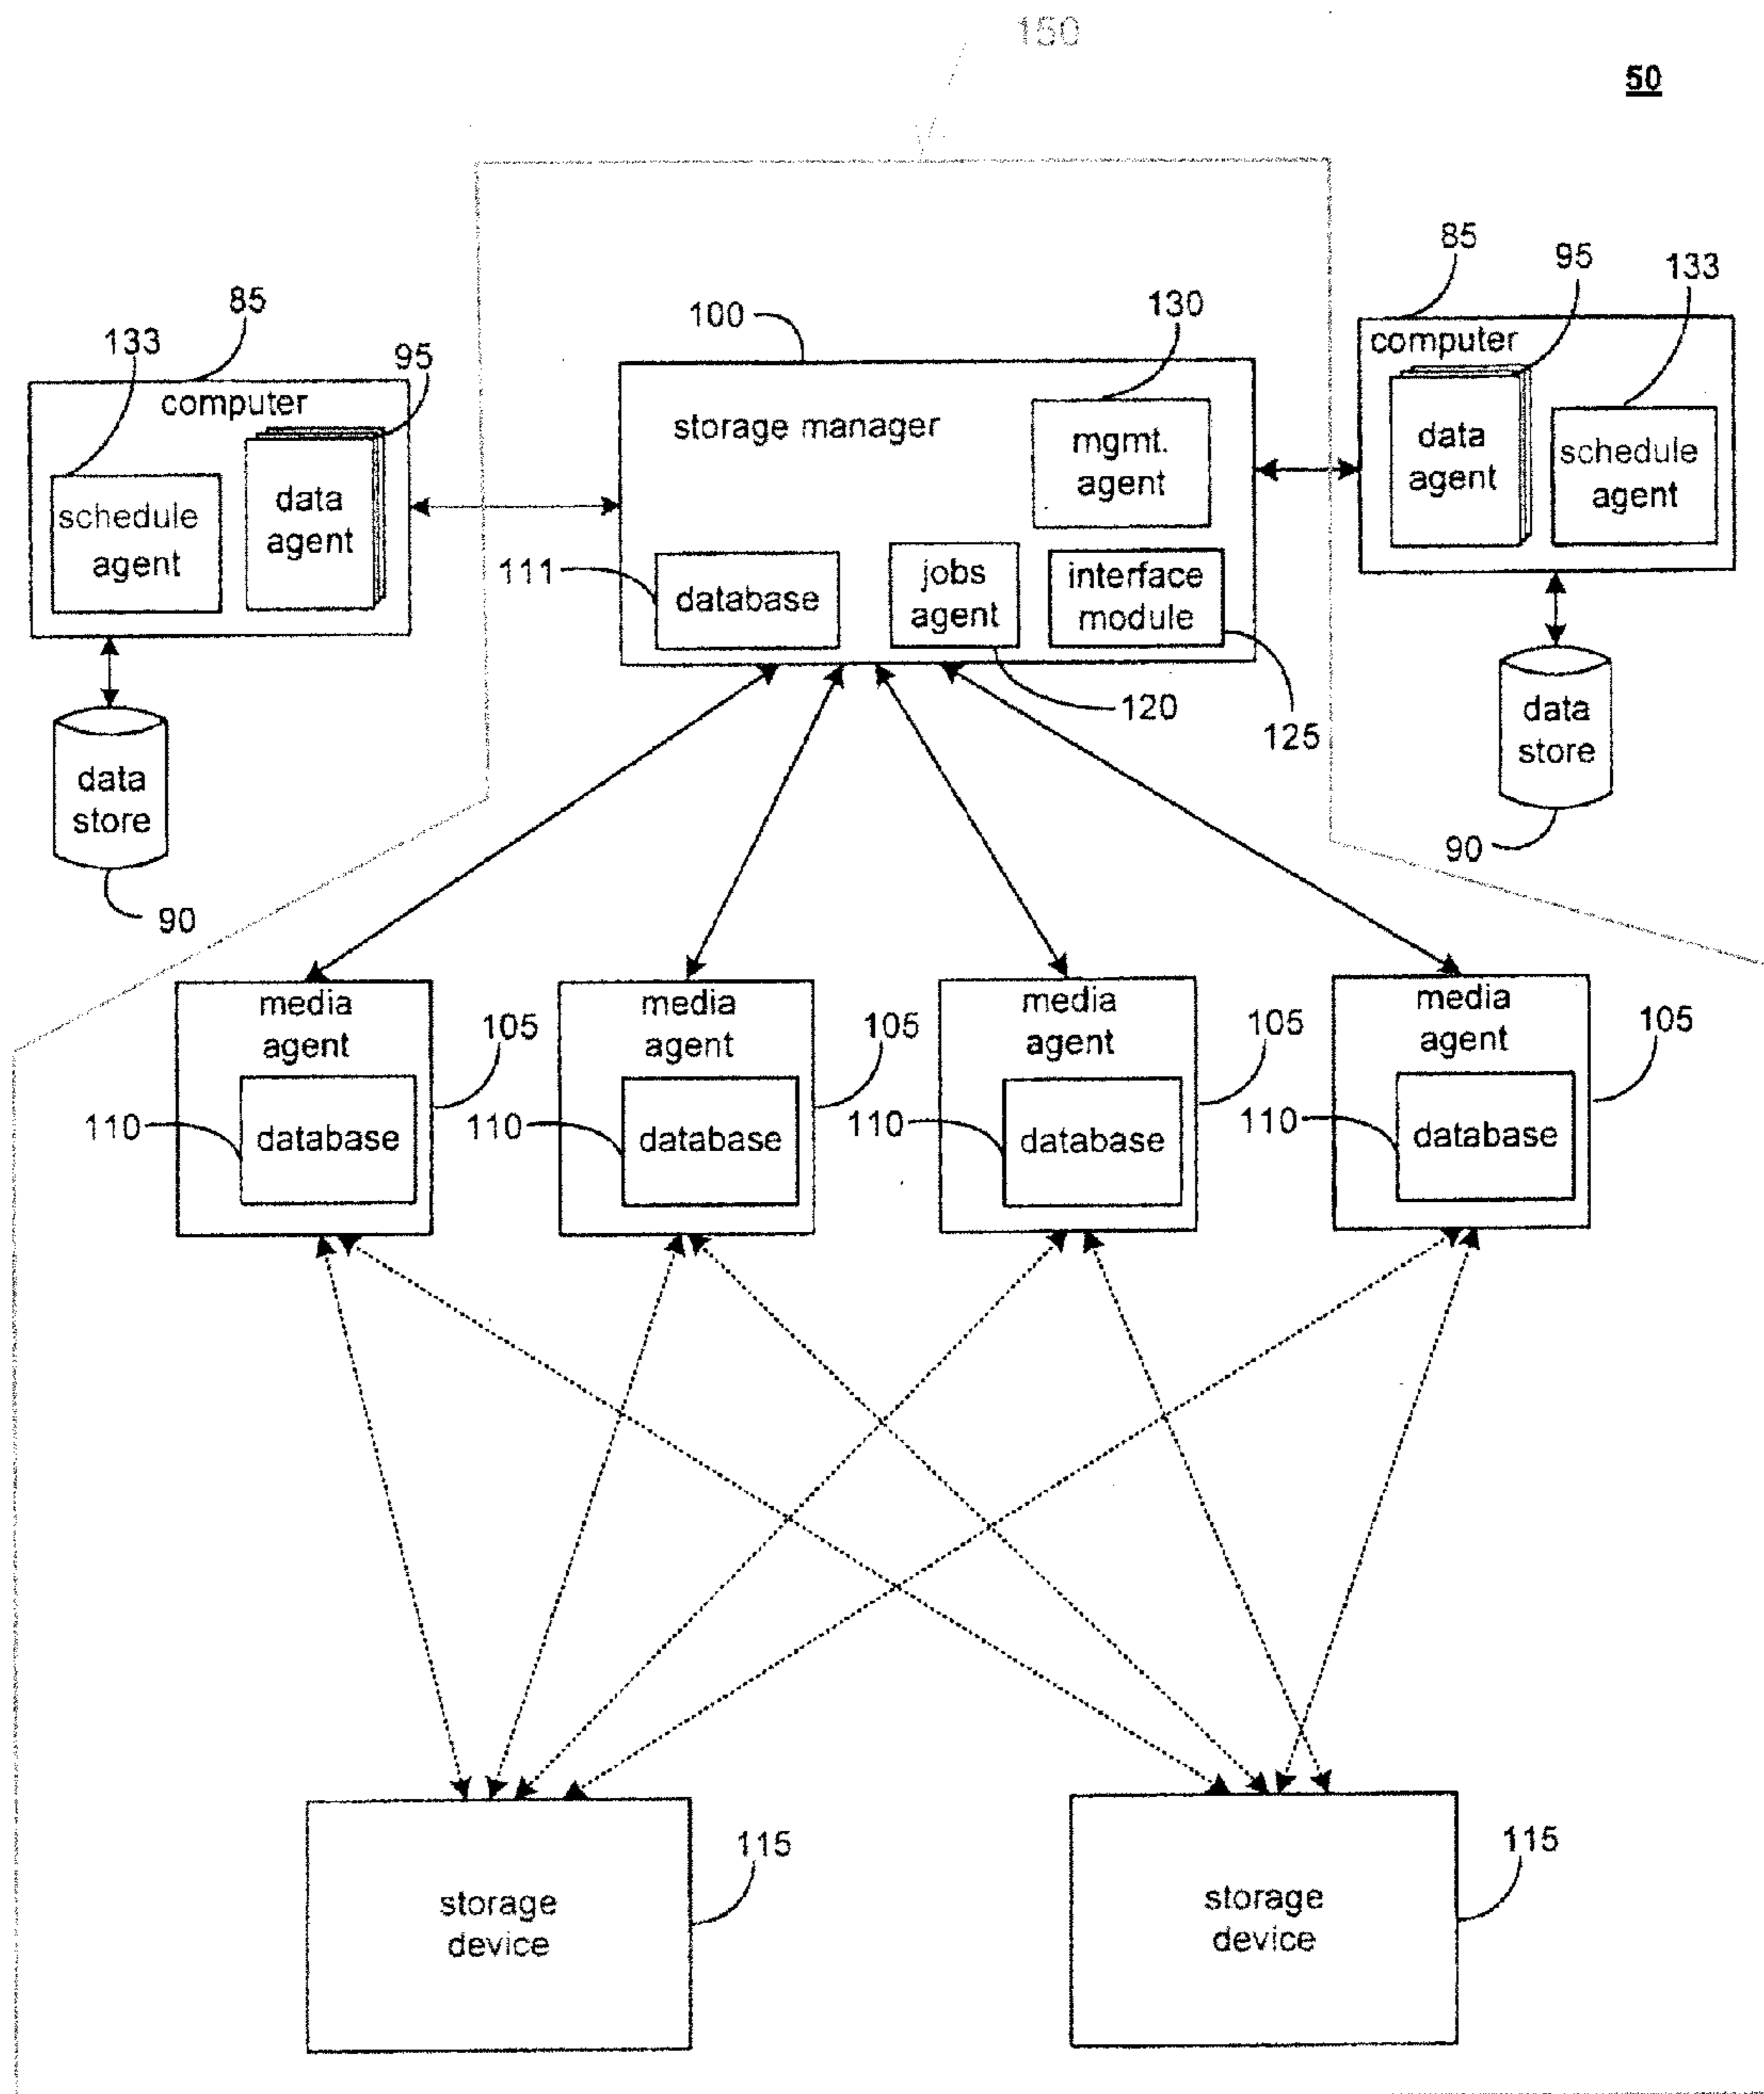 150
50
85
95
133
85
100
130
133
95
computer
computer
storage manager
mgmt.
agent
data
agent
schedule
agent
schedule
agent
data
agent
111
database
jobs
agent
interface
module
120
125
data
store
90
data
store
90
media
agent
105
media
agent
105
media
agent
105
media
agent
105
110
database
110
database
110
database
110
database
storage
device
115
storage
device
115